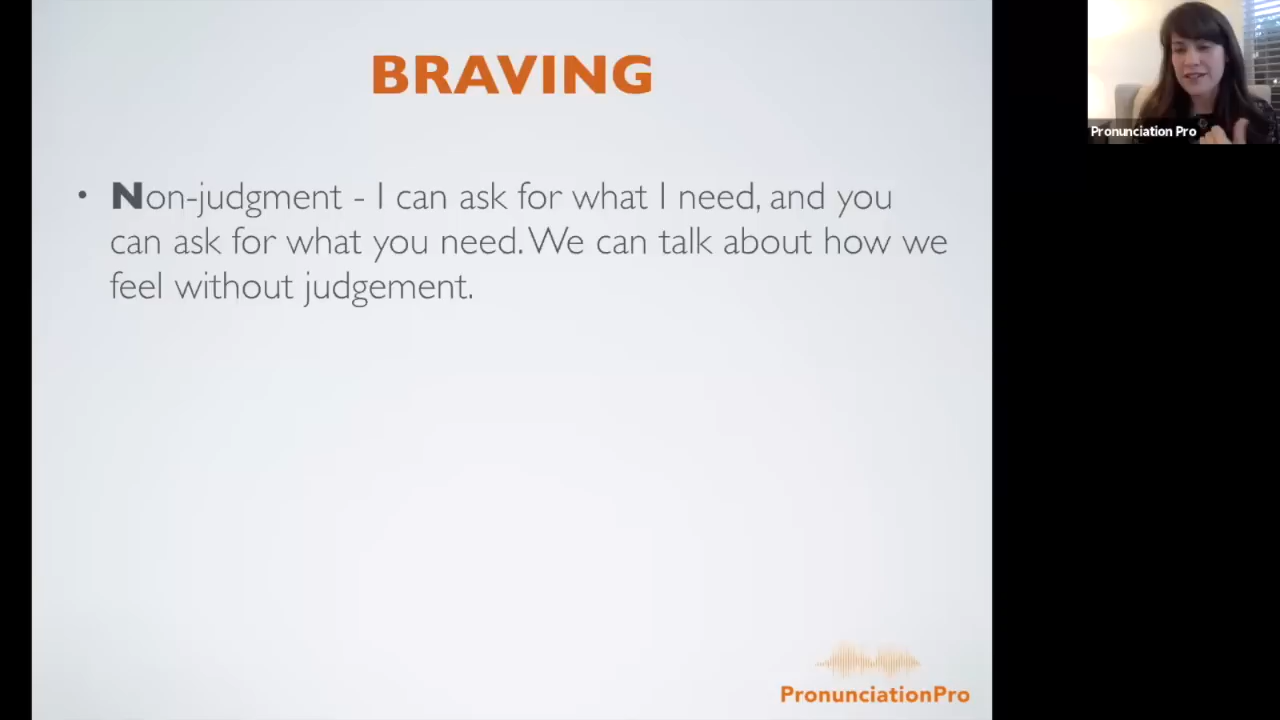 BRAVING
Pronunciation Pro
• Non-judgment - I can ask for what I need, and you
can ask for what you need. We can talk about how we
feel without judgement.
PronunciationPro